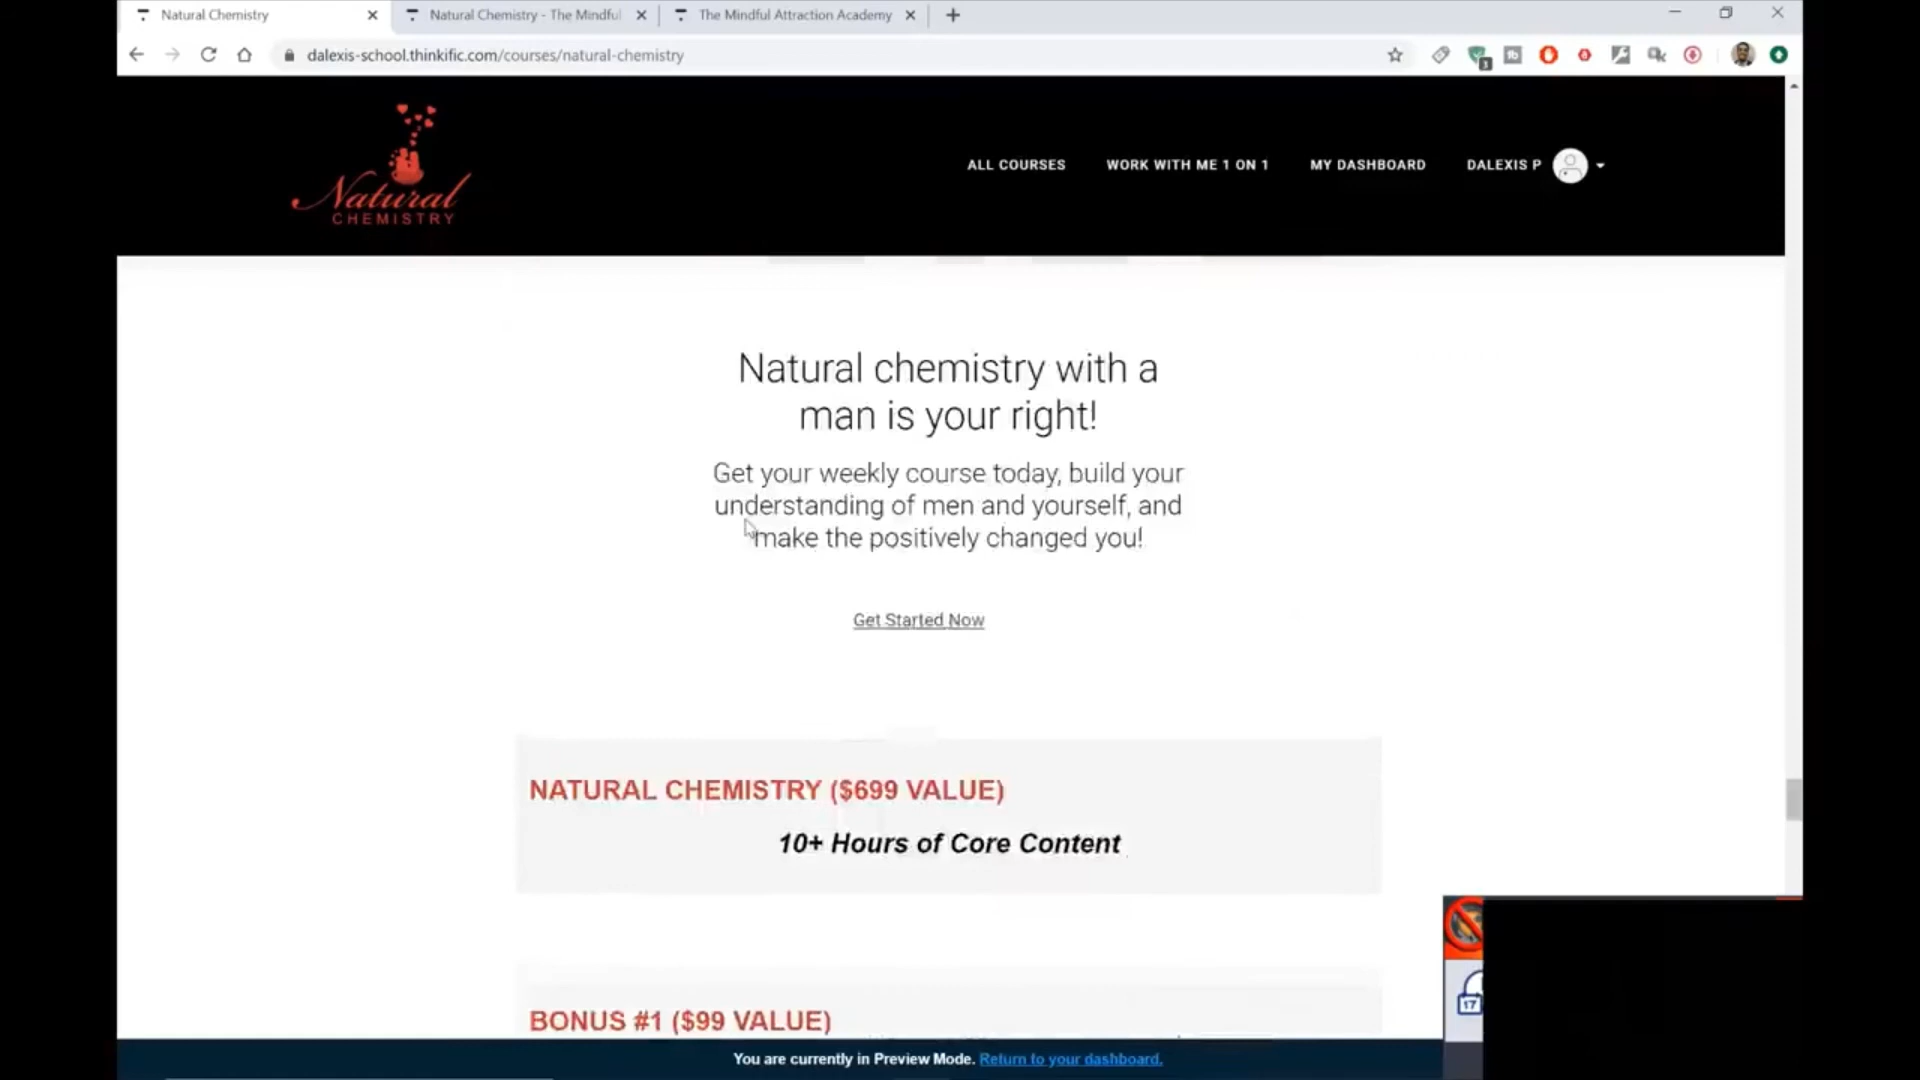 Natural Chemistry
Natural Chemistry - The Mindful
The Mindful Attraction Academy
dalexis-school.thinkific.com/courses/natural-chemistry
Natural
CHEMISTRY
ALL COURSES
WORK WITH ME 1 ON 1
MY DASHBOARD
DALEXIS P
Natural chemistry with a
man is your right!
Get your weekly course today, build your
understanding of men and yourself, and
make the positively changed you!
Get Started Now
NATURAL CHEMISTRY ($699 VALUE)
10+ Hours of Core Content
BONUS #1 ($99 VALUE)
17
You are currently in Preview Mode. Return to your dashboard.